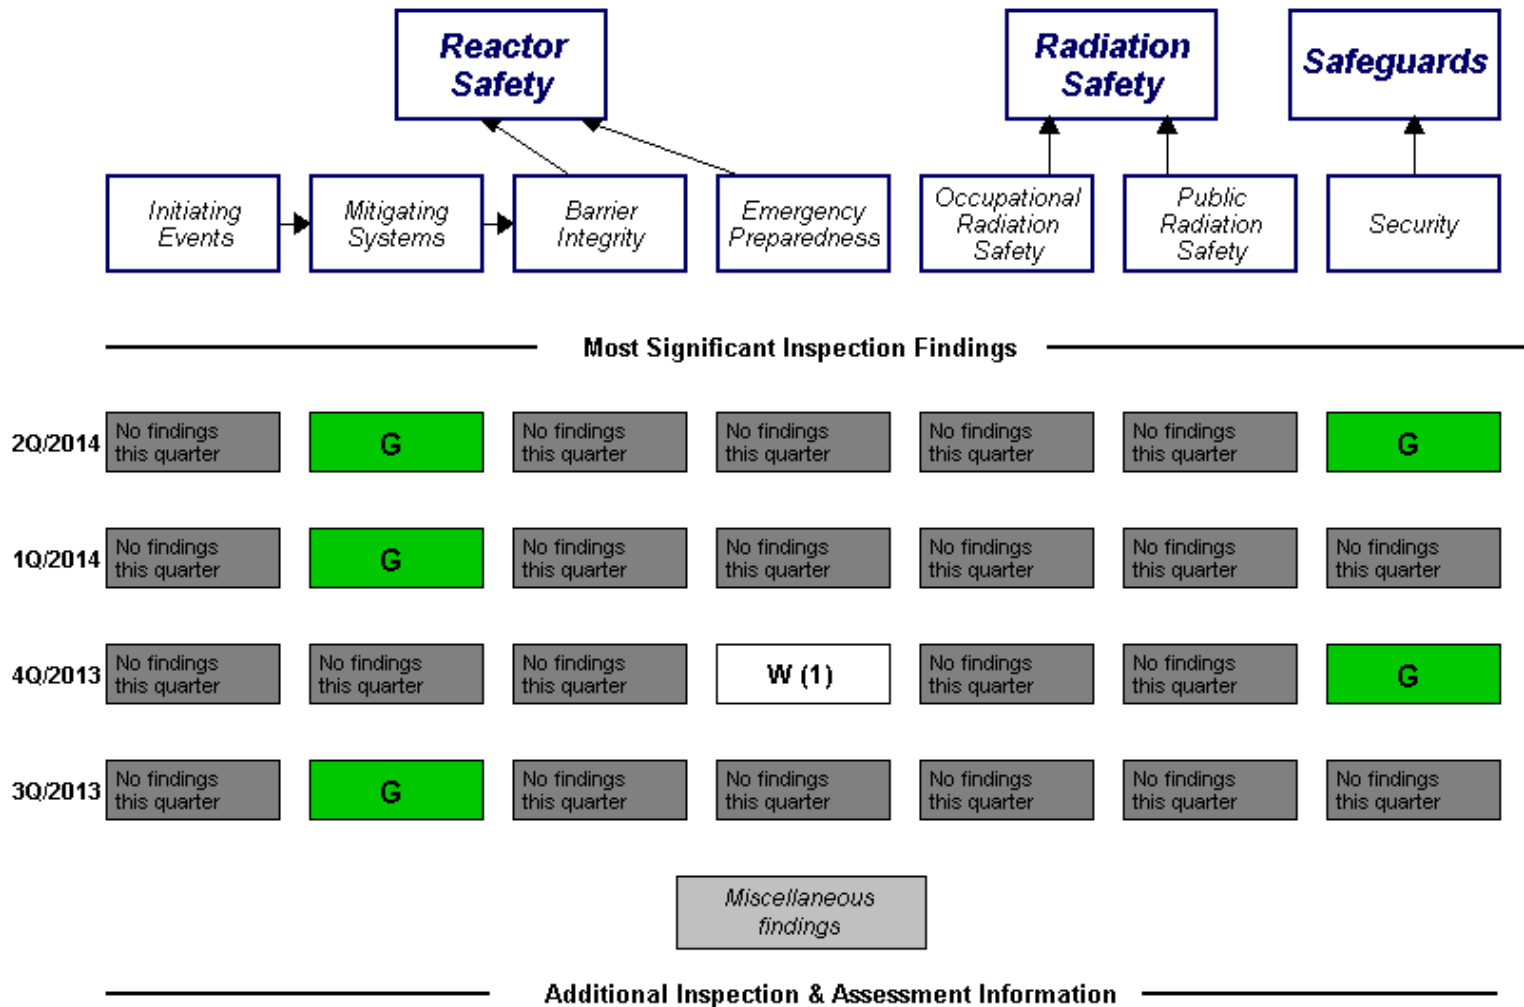 Reactor
Safety
Radiation
Safety
Safeguards
Initiating
Events
Mitigating
Systems
Barrier
Integrity
Emergency
Preparedness
Occupational
Radiation
Safety
Public
Radiation
Safety
Security
Most Significant Inspection Findings
2Q/2014
No findings
this quarter
G
No findings
this quarter
No findings
this quarter
No findings
this quarter
No findings
this quarter
G
1Q/2014
No findings
this quarter
G
No findings
this quarter
No findings
this quarter
No findings
this quarter
No findings
this quarter
No findings
this quarter
4Q/2013
No findings
this quarter
No findings
this quarter
No findings
this quarter
W (1)
No findings
this quarter
No findings
this quarter
G
3Q/2013
No findings
this quarter
G
No findings
this quarter
No findings
this quarter
No findings
this quarter
No findings
this quarter
No findings
this quarter
Miscellaneous
findings
Additional Inspection & Assessment Information